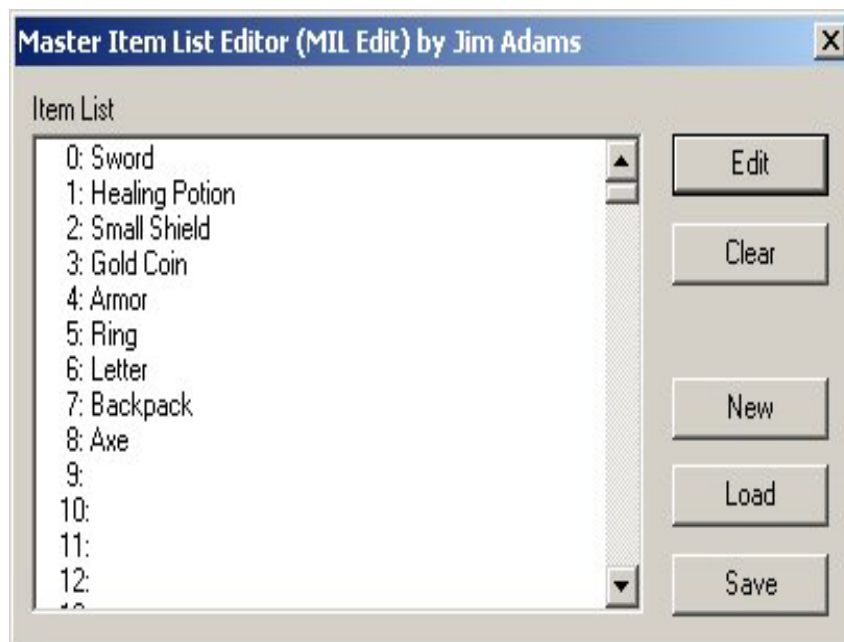 Master Item List Editor (MIL Edit) by Jim Adams
Item List
0: Sword
1: Healing Potion
2: Small Shield
3: Gold Coin
4: Armor
5: Ring
6: Letter
7: Backpack
8: Axe
9:
10:
11:
12:
Edit
Clear
New
Load
Save